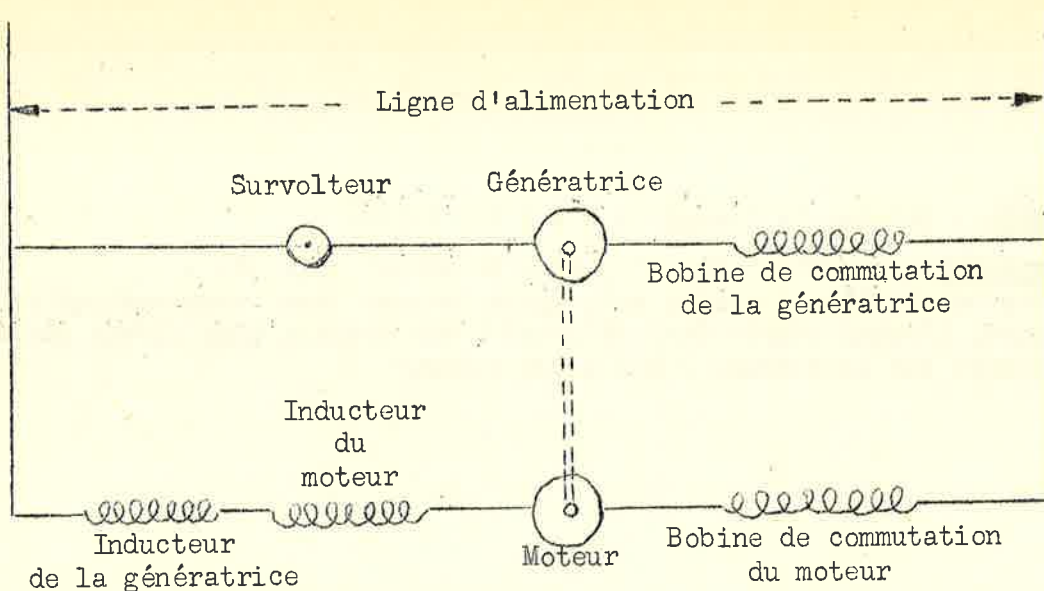 Ligne d'alimentation
Survolteur
Génératrice
Bobine de commutation
de la génératrice
Inducteur
du
moteur
Inducteur
de la génératrice
Moteur
Bobine de commutation
du moteur